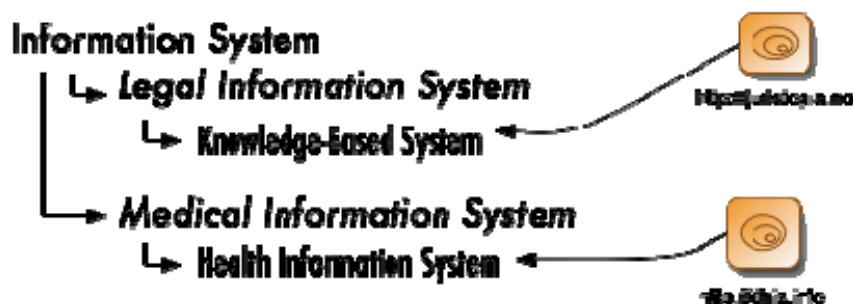 Information System
Legal Information System
Knowledge-Based System
Medical Information System
Health Information System